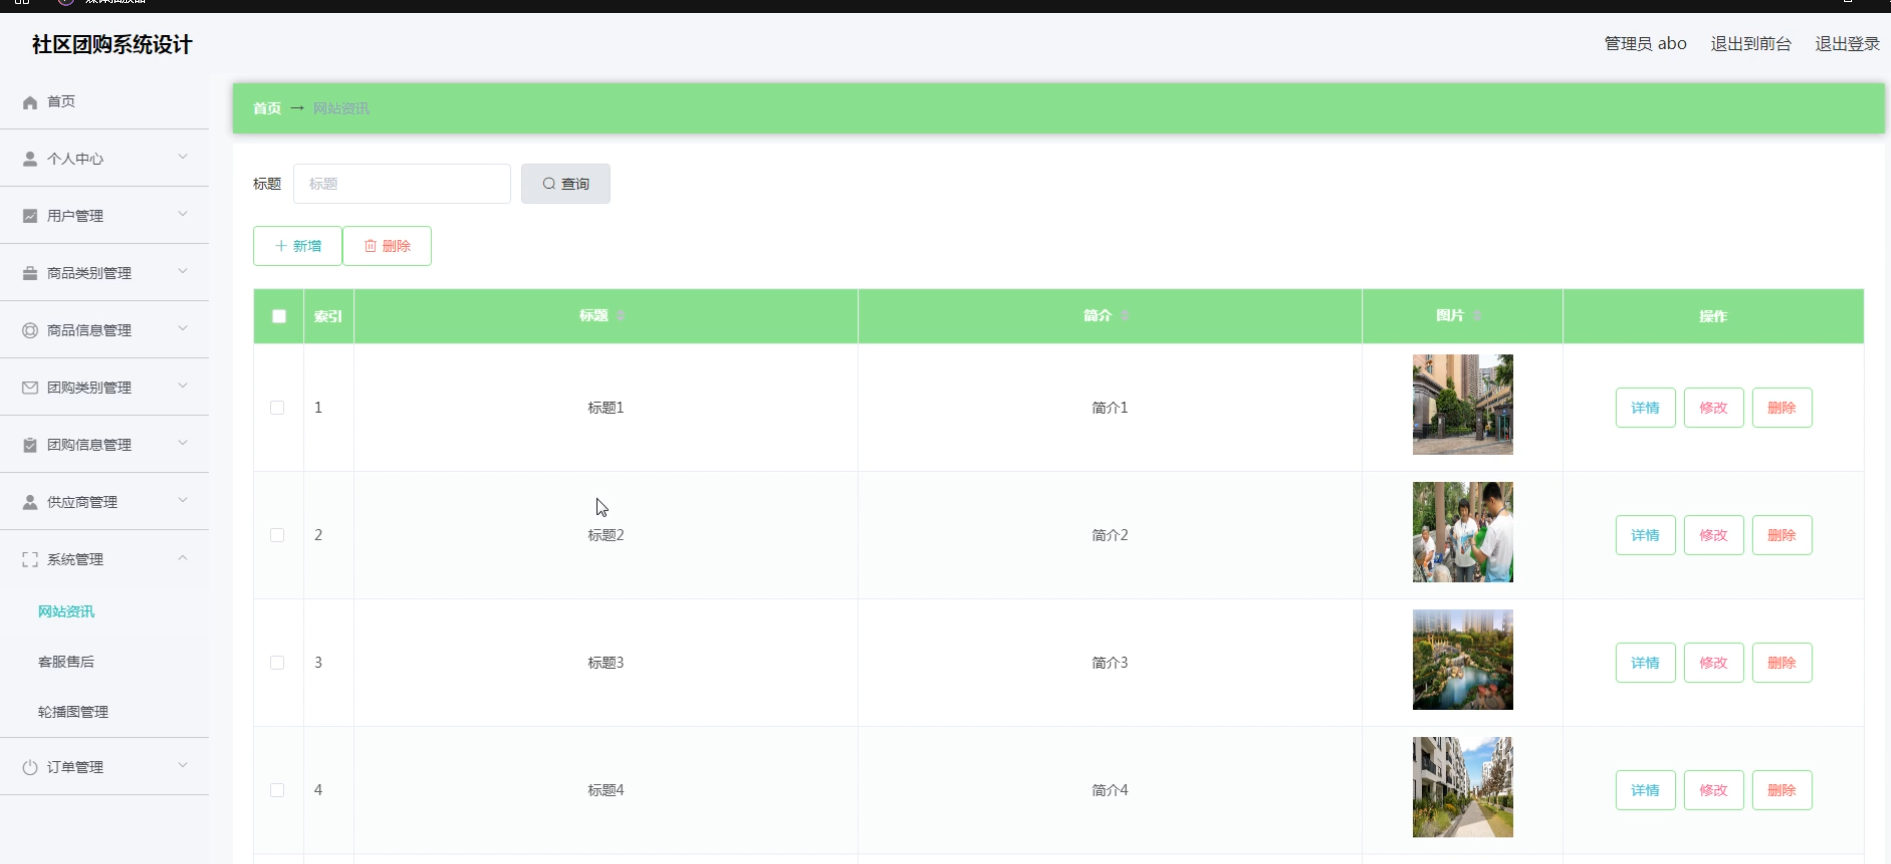 社区团购系统设计
管理员 abo 退出到前台 退出登录
首页
个人中心
用户管理
商品类别管理
商品信息管理
团购类别管理
团购信息管理
供应商管理
系统管理
网站资讯
客服售后
轮播图管理
订单管理
首页 → 网站资讯
标题 标题 查询
新增 删除
索引 标题 简介 图片 操作
1 标题1 简介1 详情 修改 删除
2 标题2 简介2 详情 修改 删除
3 标题3 简介3 详情 修改 删除
4 标题4 简介4 详情 修改 删除